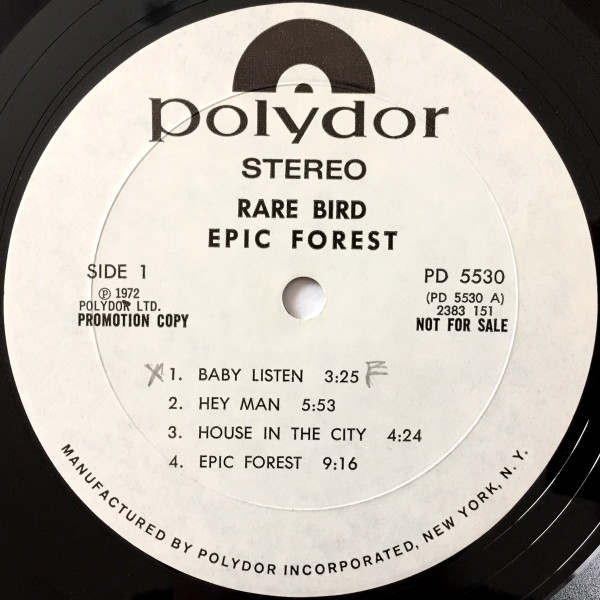 polydor
STEREO
RARE BIRD
EPIC FOREST
SIDE 1
℗ 1972
POLYDOR LTD.
PROMOTION COPY
PD 5530
(PD 5530 A)
2383 151
NOT FOR SALE
X 1. BABY LISTEN 3:25 F
2. HEY MAN 5:53
3. HOUSE IN THE CITY 4:24
4. EPIC FOREST 9:16
MANUFACTURED BY POLYDOR INCORPORATED, NEW YORK, N. Y.